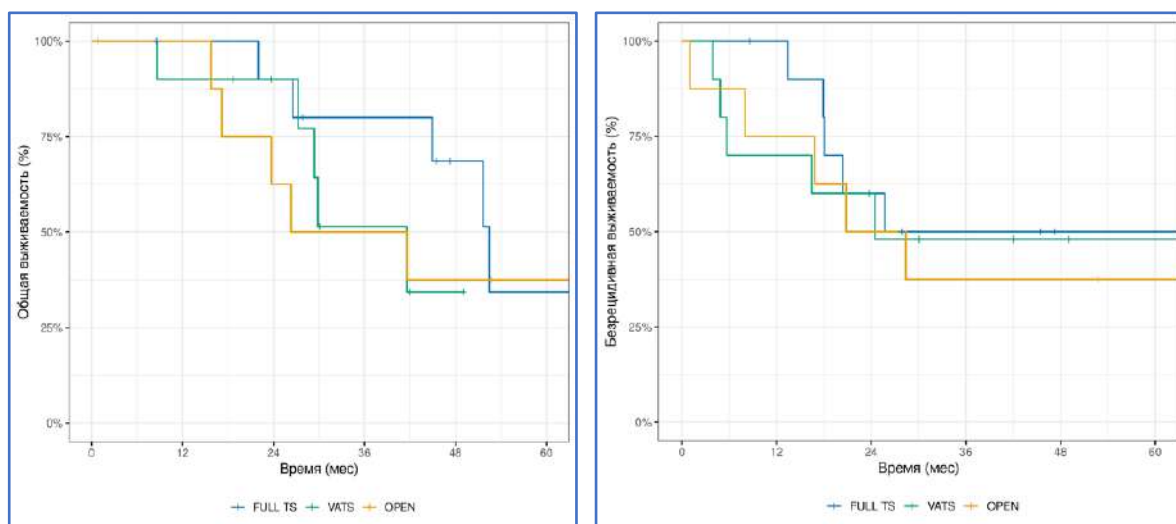 Общая выживаемость (%)
100%
75%
50%
25%
0%
0 12 24 36 48 60
Время (мес)
FULL TS VATS OPEN
Безрецидивная выживаемость (%)
100%
75%
50%
25%
0%
0 12 24 36 48 60
Время (мес)
FULL TS VATS OPEN